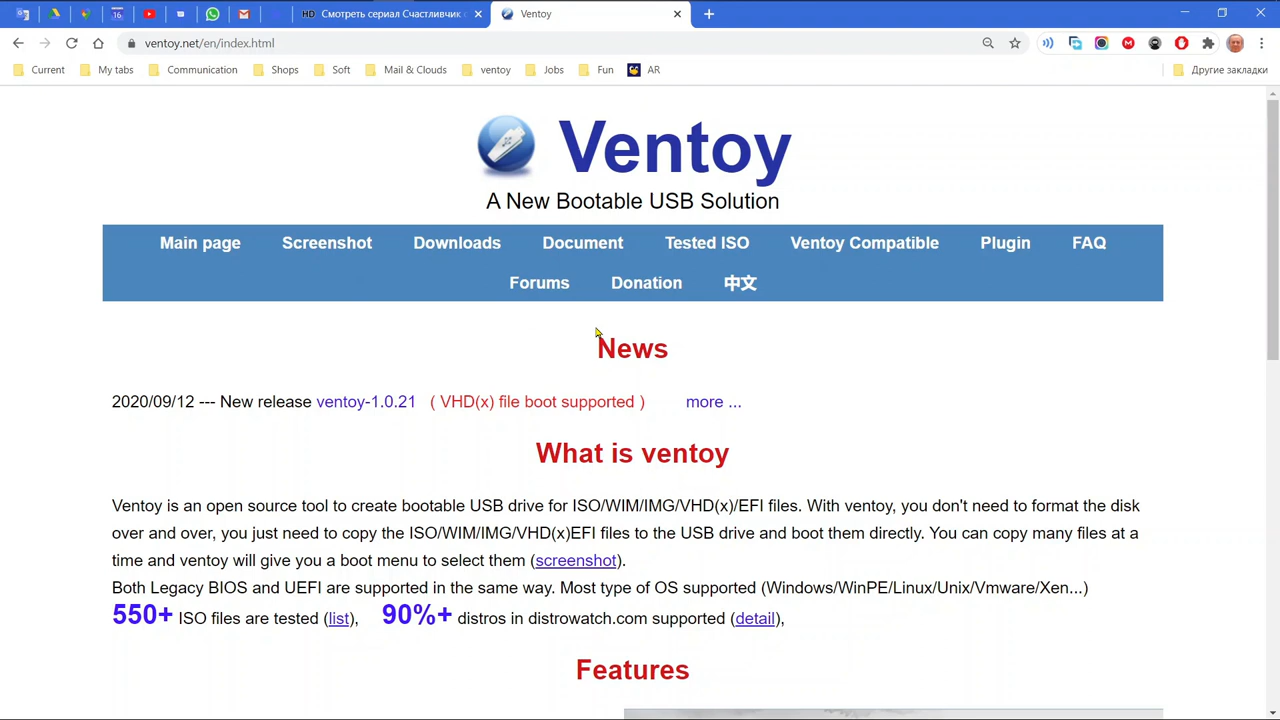 16
HD Смотреть сериал Счастливчик
Ventoy
ventoy.net/en/index.html
Current My tabs Communication Shops Soft Mail & Clouds ventoy Jobs Fun AR Другие закладки
Ventoy
A New Bootable USB Solution
Main page Screenshot Downloads Document Tested ISO Ventoy Compatible Plugin FAQ
Forums Donation 中文
News
2020/09/12 --- New release ventoy-1.0.21 ( VHD(x) file boot supported ) more ...
What is ventoy
Ventoy is an open source tool to create bootable USB drive for ISO/WIM/IMG/VHD(x)/EFI files. With ventoy, you don't need to format the disk
over and over, you just need to copy the ISO/WIM/IMG/VHD(x)EFI files to the USB drive and boot them directly. You can copy many files at a
time and ventoy will give you a boot menu to select them (screenshot).
Both Legacy BIOS and UEFI are supported in the same way. Most type of OS supported (Windows/WinPE/Linux/Unix/Vmware/Xen...)
550+ ISO files are tested (list), 90%+ distros in distrowatch.com supported (detail),
Features